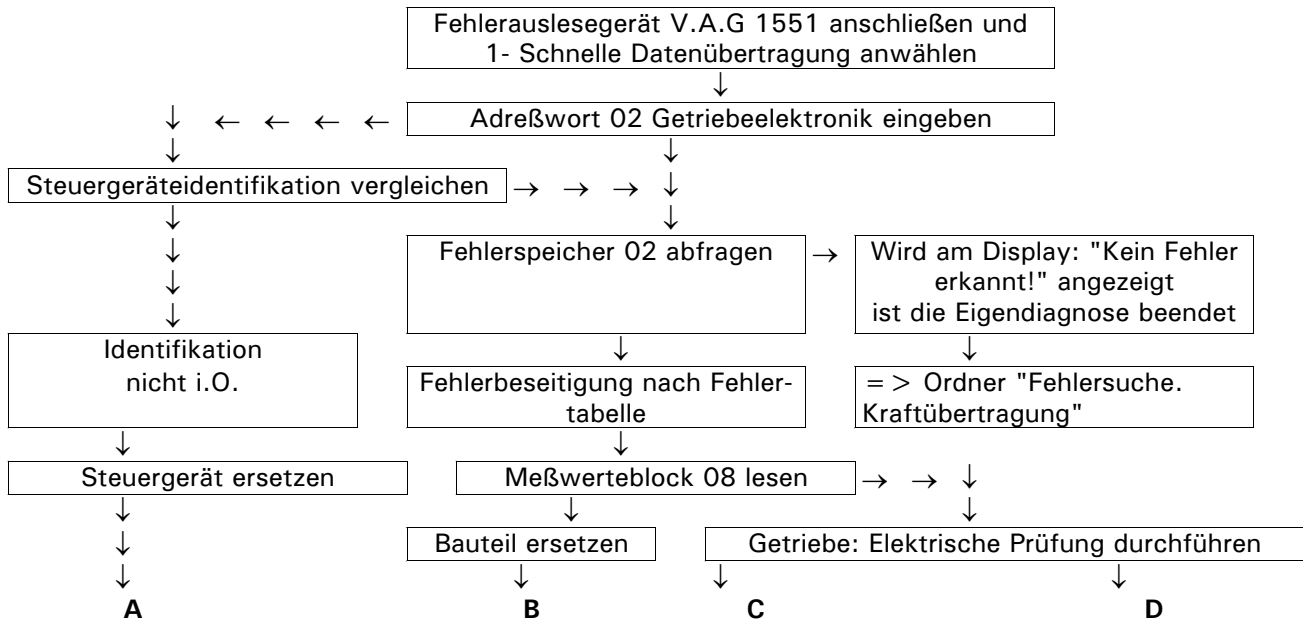 Fehlerauslesegerät V.A.G 1551 anschließen und
1- Schnelle Datenübertragung anwählen
↓
↓ ← ← ← ← Adreßwort 02 Getriebeelektronik eingeben
↓ ↓
Steuergeräteidentifikation vergleichen → → → ↓
↓ ↓
↓ Fehlerspeicher 02 abfragen → Wird am Display: "Kein Fehler
↓ erkannt!" angezeigt
↓ ist die Eigendiagnose beendet
Identifikation ↓ ↓
nicht i.O. Fehlerbeseitigung nach Fehler- = > Ordner "Fehlersuche.
tabelle Kraftübertragung"
↓ ↓
Steuergerät ersetzen Meßwerteblock 08 lesen → → ↓
↓ ↓ ↓
↓ Bauteil ersetzen Getriebe: Elektrische Prüfung durchführen
↓ ↓ ↓ ↓
A B C D